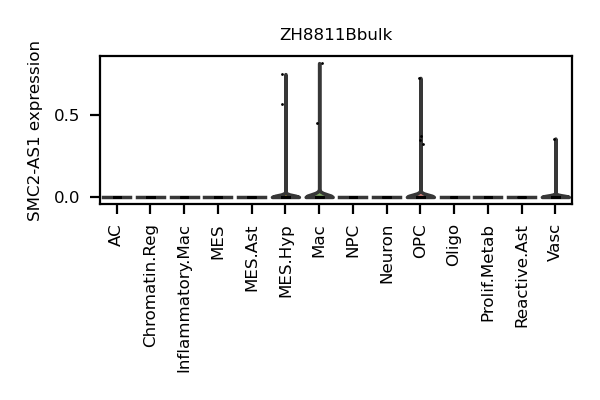 ZH8811Bbulk
SMC2-AS1 expression
0.5
0.0
AC
Chromatin.Reg
Inflammatory.Mac
MES
MES.Ast
MES.Hyp
Mac
NPC
Neuron
OPC
Oligo
Prolif.Metab
Reactive.Ast
Vasc